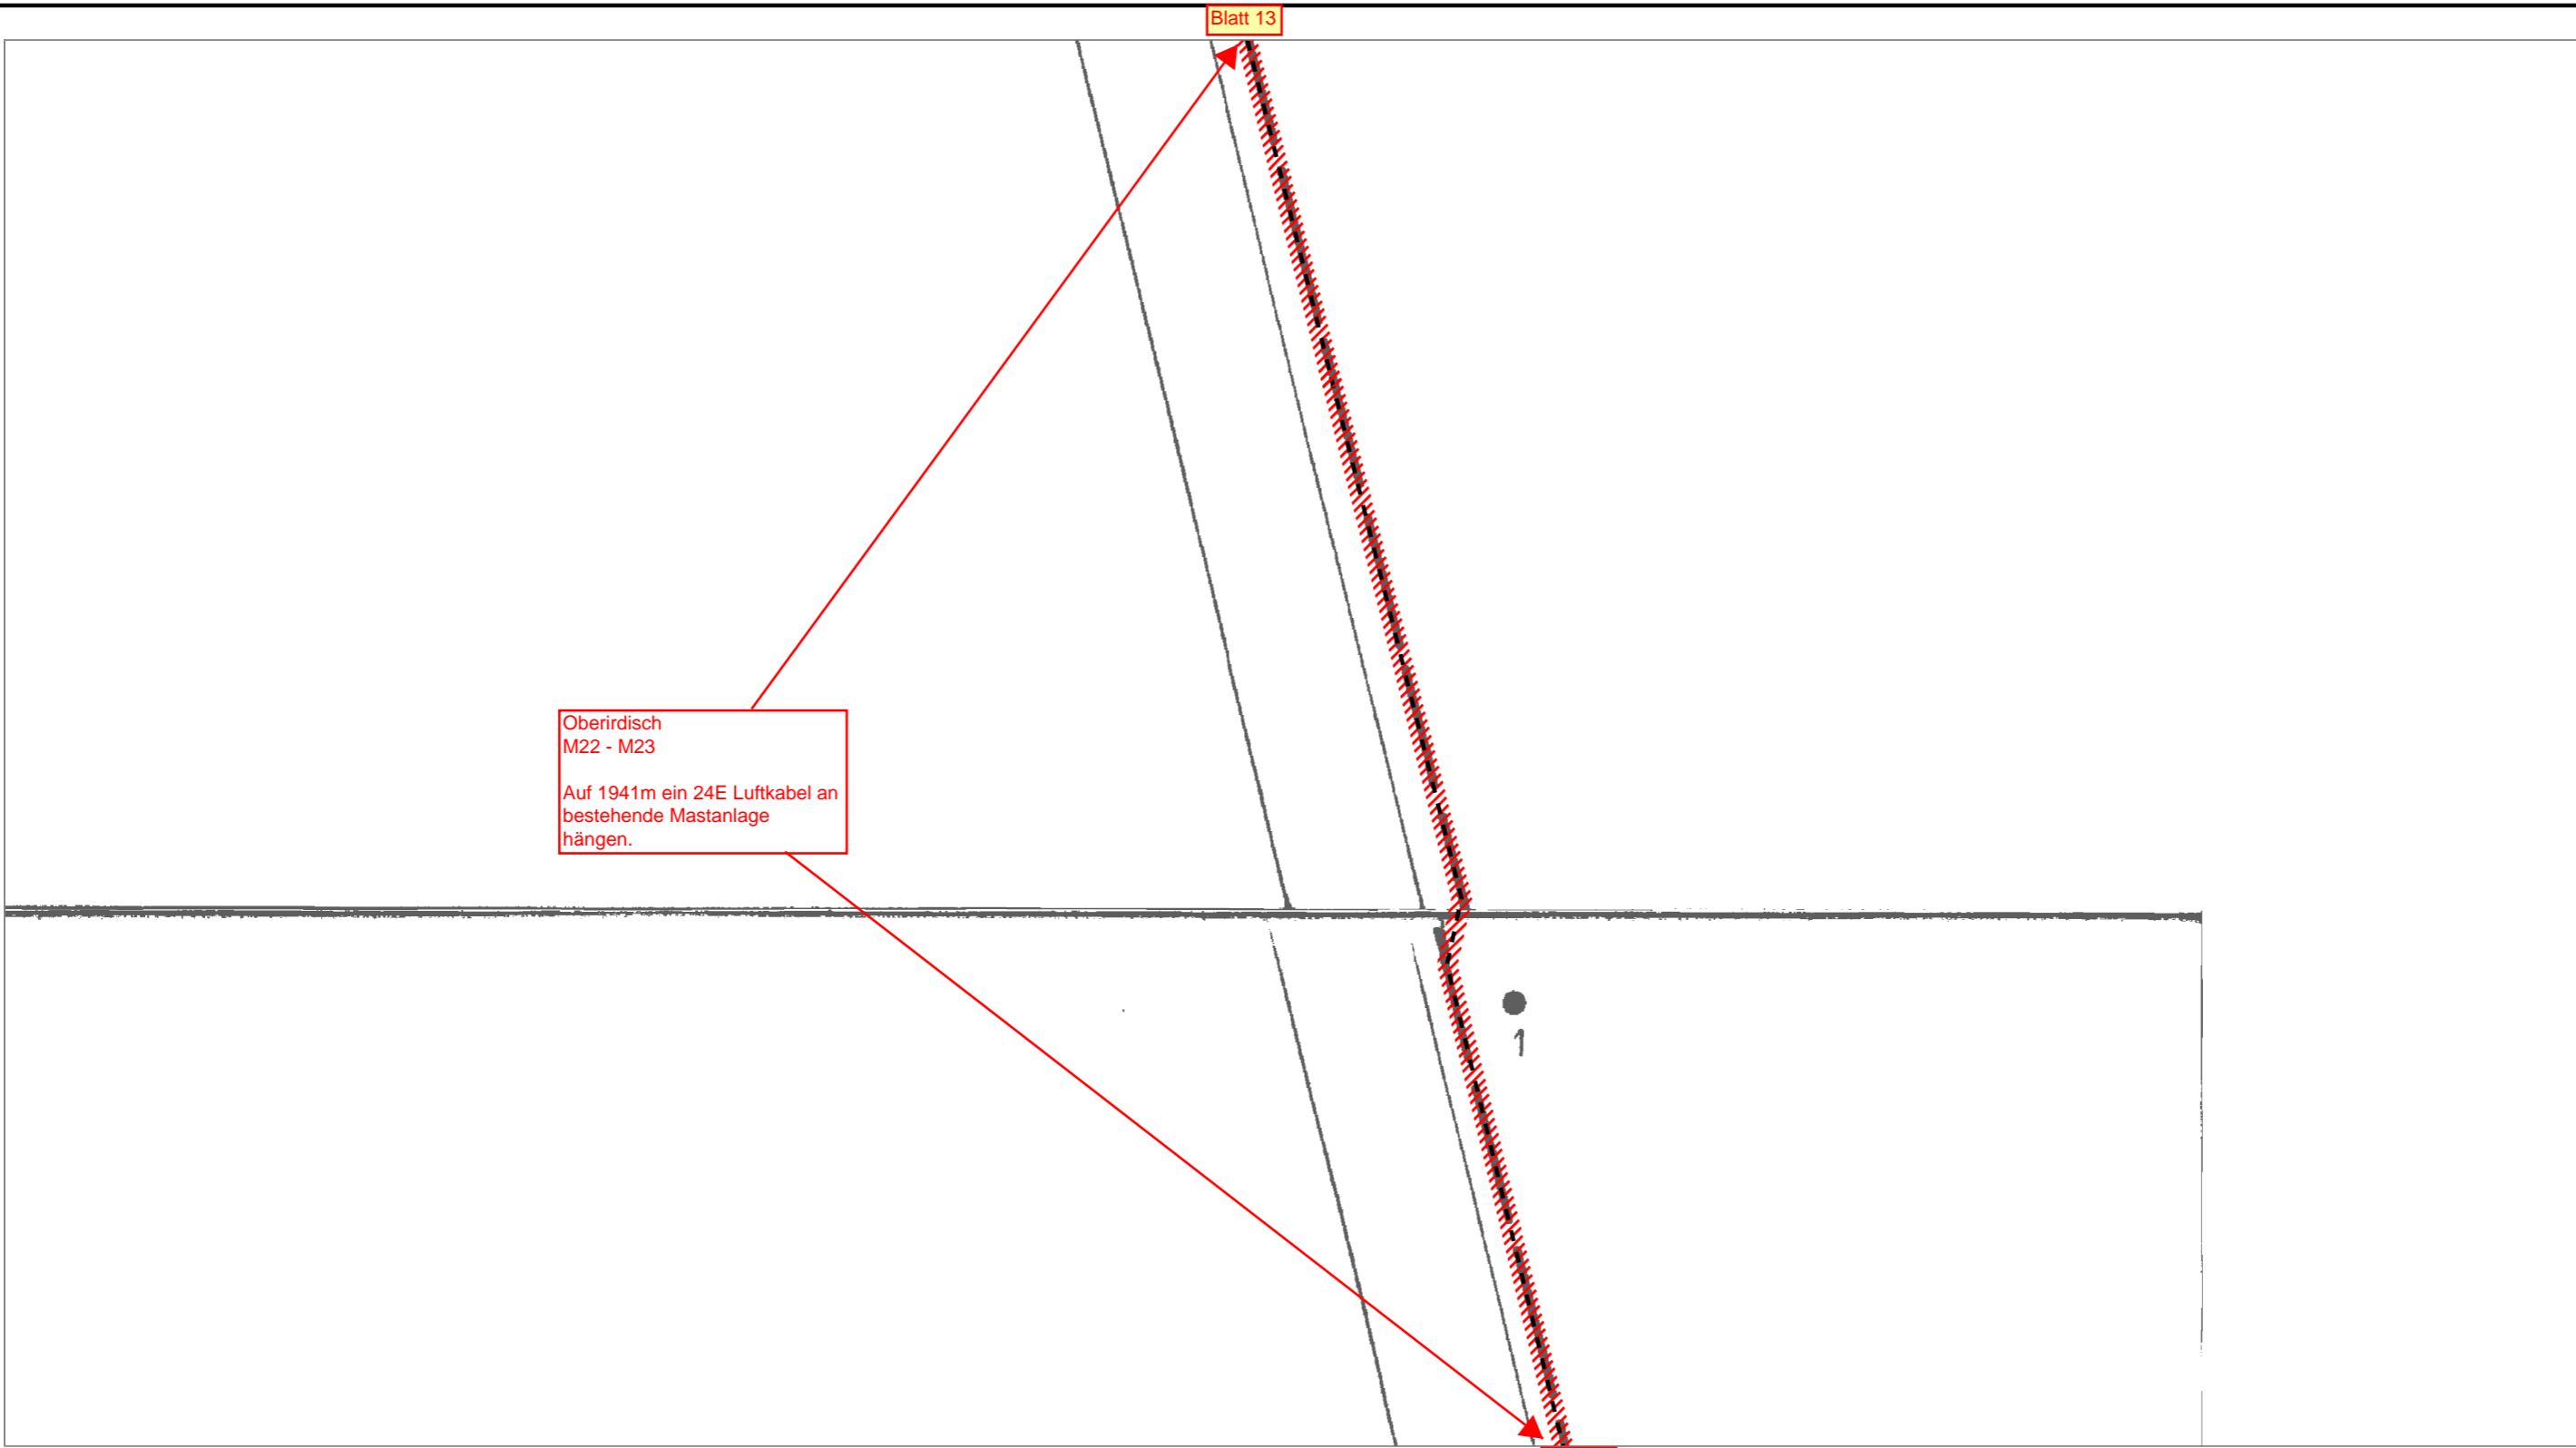 Blatt 13
Oberirdisch
M22 - M23
Auf 1941m ein 24E Luftkabel an
bestehende Mastanlage
hängen.
1